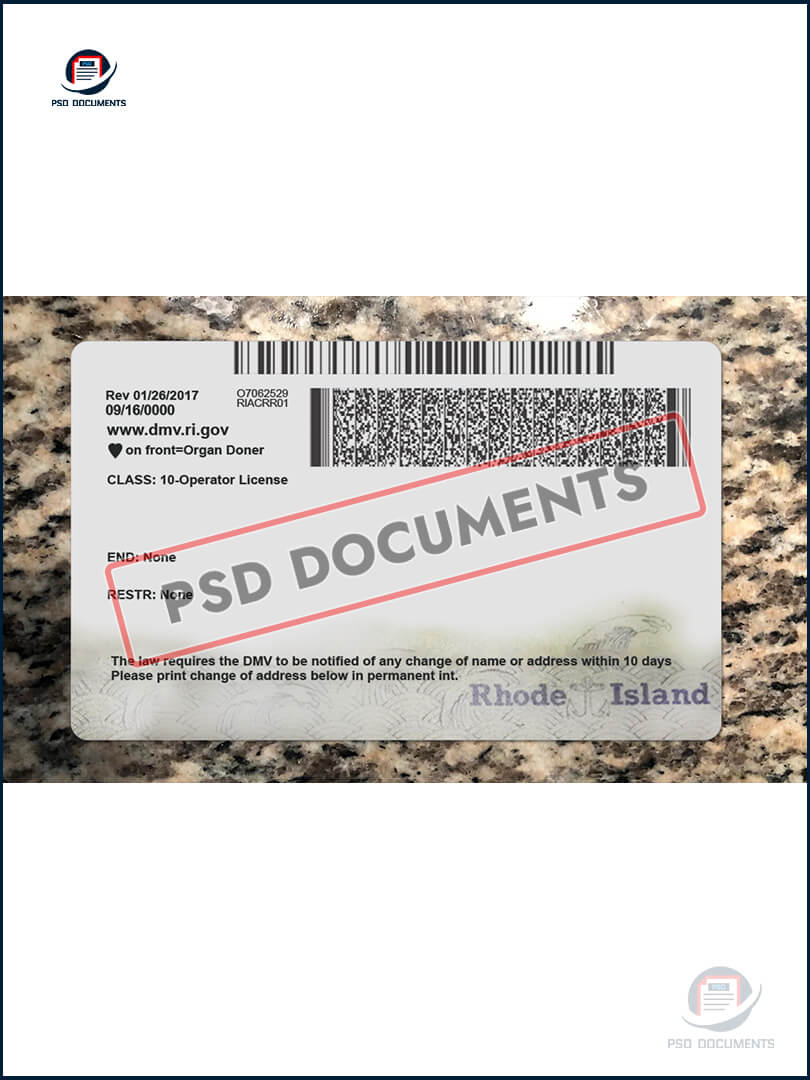 PSD
PSD DOCUMENTS
Rev 01/26/2017
09/16/0000
O7062529
RIACRR01
www.dmv.ri.gov
on front=Organ Doner
CLASS: 10-Operator License
PSD DOCUMENTS
END: None
RESTR: None
The law requires the DMV to be notified of any change of name or address within 10 days
Please print change of address below in permanent int.
Rhode Island
PSD
PSD DOCUMENTS